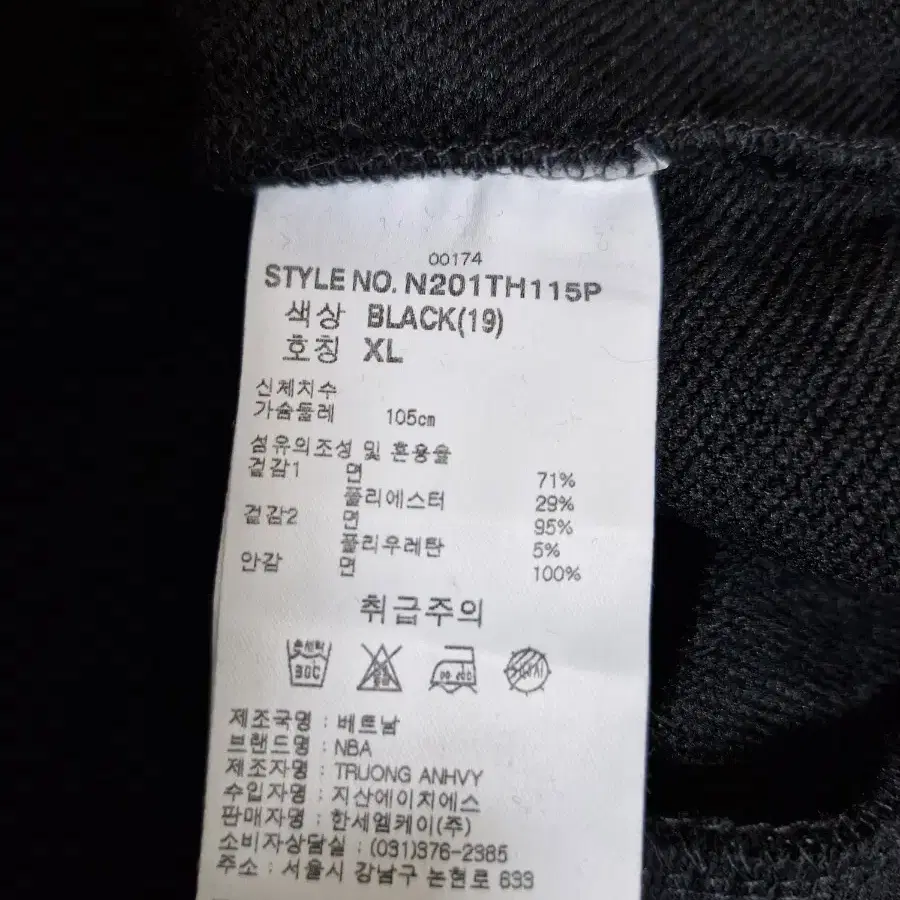 00174
STYLE NO. N201TH115P
색상 BLACK(19)
호칭 XL
신체치수
가슴둘레 105cm
섬유의조성 및 혼용율
겉감1 면 71%
폴리에스터 29%
겉감2 면 95%
폴리우레탄 5%
안감 면 100%
취급주의
손세탁
30C
제조국명 : 베트남
브랜드명 : NBA
제조자명 : TRUONG ANHVY
수입자명 : 지산에이치에스
판매자명 : 한세엠케이(주)
소비자상담실 : (031)376-2385
주소 : 서울시 강남구 논현로 633